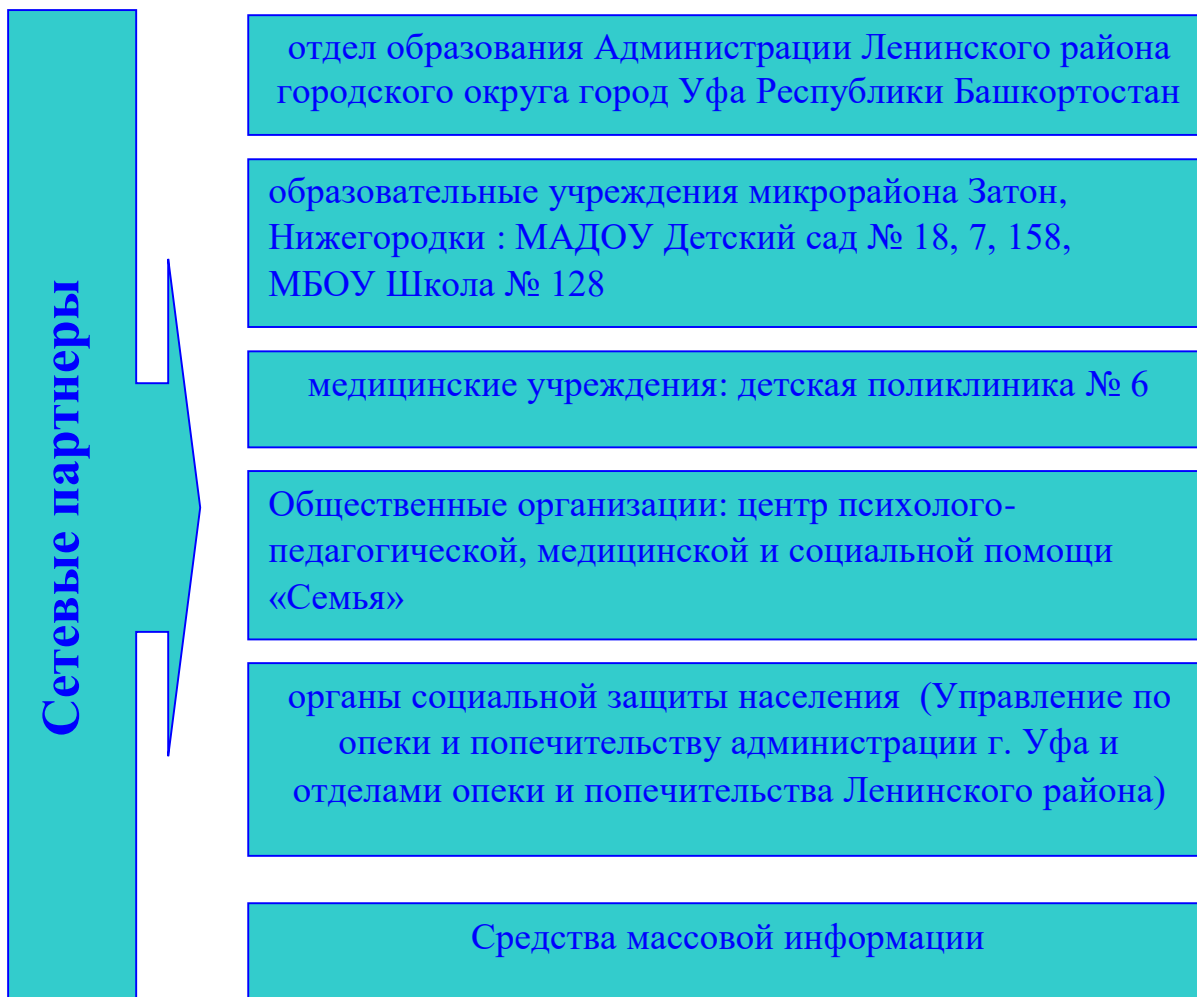 Сетевые партнеры
отдел образования Администрации Ленинского района
городского округа город Уфа Республики Башкортостан
образовательные учреждения микрорайона Затон,
Нижегородки : МАДОУ Детский сад № 18, 7, 158,
МБОУ Школа № 128
медицинские учреждения: детская поликлиника № 6
Общественные организации: центр психолого-
педагогической, медицинской и социальной помощи
«Семья»
органы социальной защиты населения  (Управление по
опеки и попечительству администрации г. Уфа и
отделами опеки и попечительства Ленинского района)
Средства массовой информации